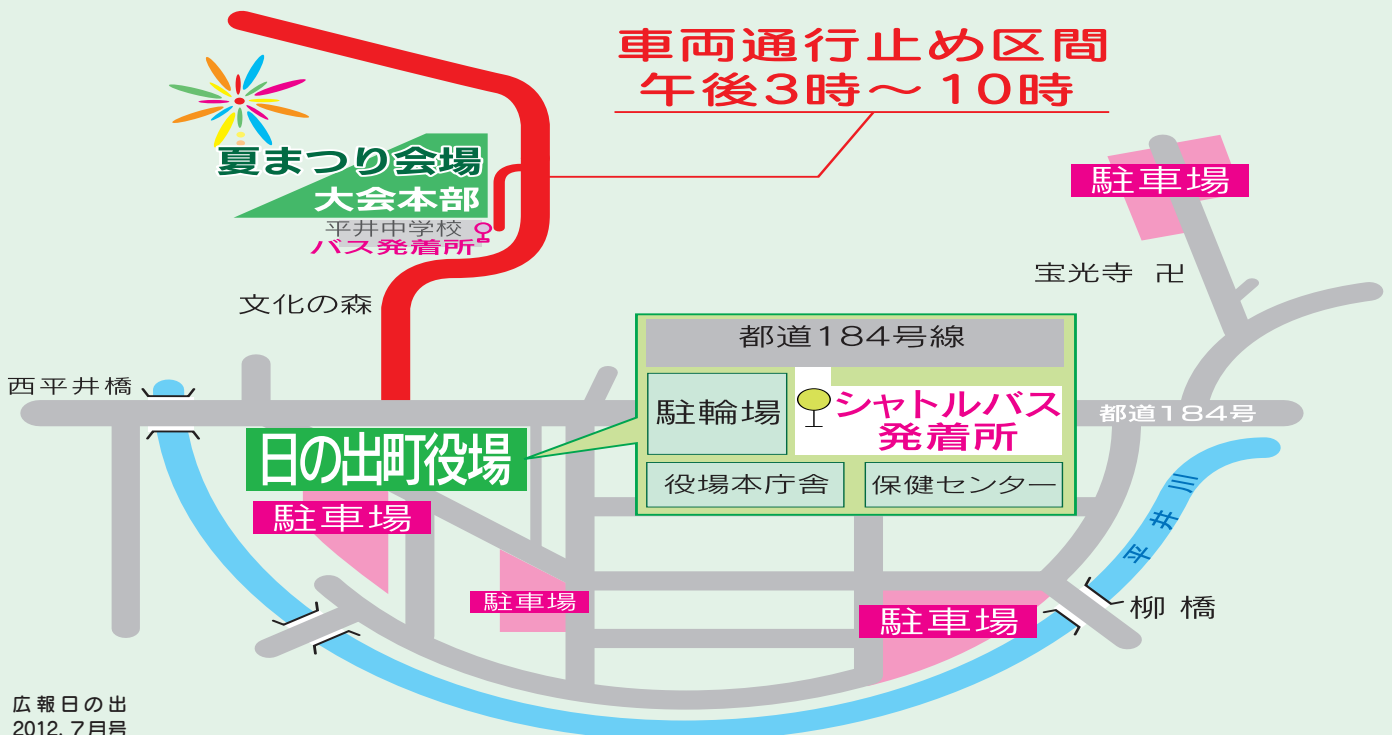 車両通行止め区間
午後3時～10時
夏まつり会場
大会本部
平井中学校
バス発着所
駐車場
宝光寺 卍
文化の森
西平井橋
都道184号線
駐輪場
シャトルバス
発着所
役場本庁舎
保健センター
都道184号
日の出町役場
駐車場
駐車場
駐車場
平井川
柳橋
広報日の出
2012.7月号